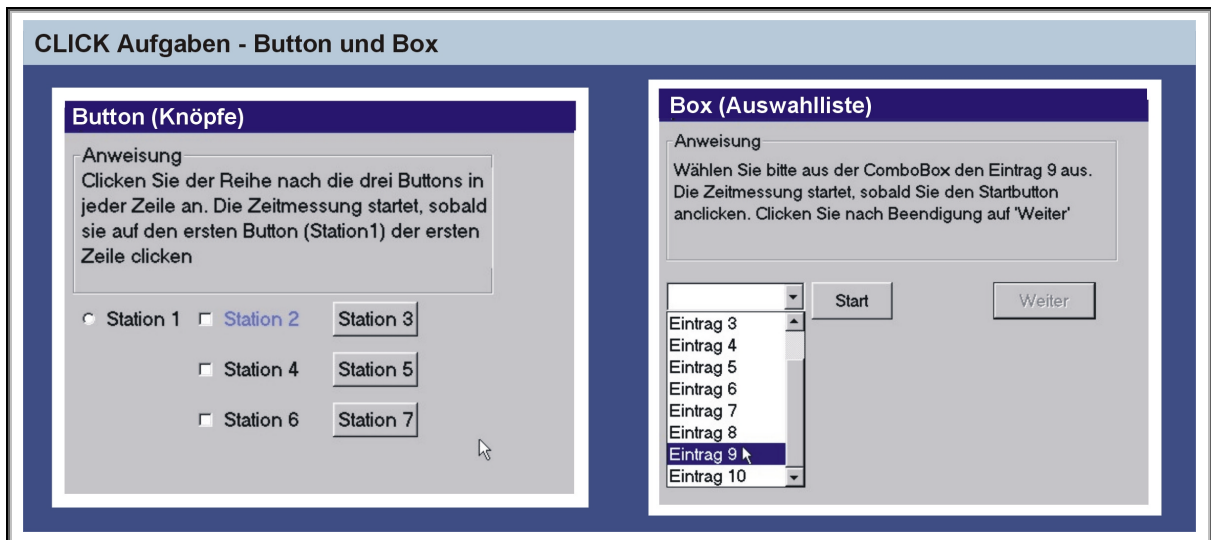 CLICK Aufgaben - Button und Box
Button (Knöpfe)
Anweisung
Clicken Sie der Reihe nach die drei Buttons in
jeder Zeile an. Die Zeitmessung startet, sobald
sie auf den ersten Button (Station1) der ersten
Zeile clicken
Station 1 Station 2 Station 3
Station 4 Station 5
Station 6 Station 7
Box (Auswahlliste)
Anweisung
Wählen Sie bitte aus der ComboBox den Eintrag 9 aus.
Die Zeitmessung startet, sobald Sie den Startbutton
anclicken. Clicken Sie nach Beendigung auf 'Weiter'
Start Weiter
Eintrag 3
Eintrag 4
Eintrag 5
Eintrag 6
Eintrag 7
Eintrag 8
Eintrag 9
Eintrag 10